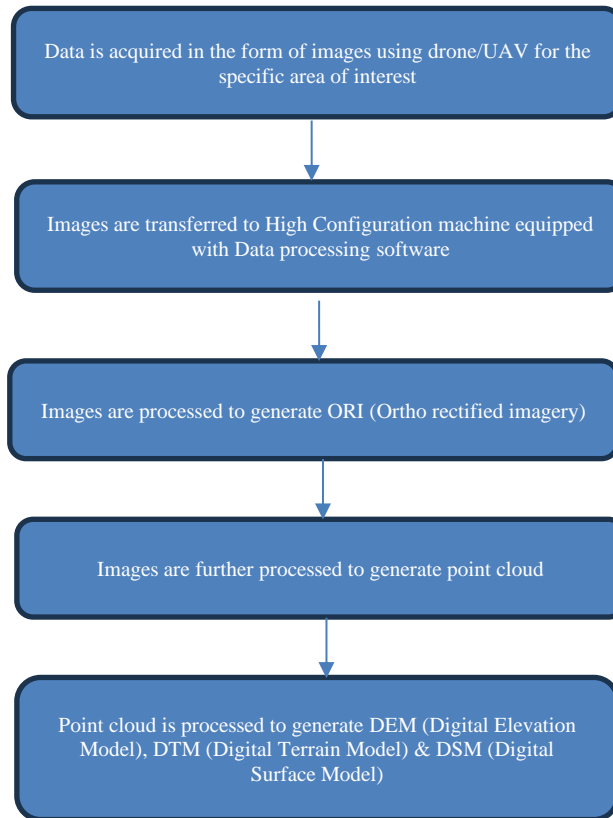 Data is acquired in the form of images using drone/UAV for the
specific area of interest
Images are transferred to High Configuration machine equipped
with Data processing software
Images are processed to generate ORI (Ortho rectified imagery)
Images are further processed to generate point cloud
Point cloud is processed to generate DEM (Digital Elevation
Model), DTM (Digital Terrain Model) & DSM (Digital
Surface Model)